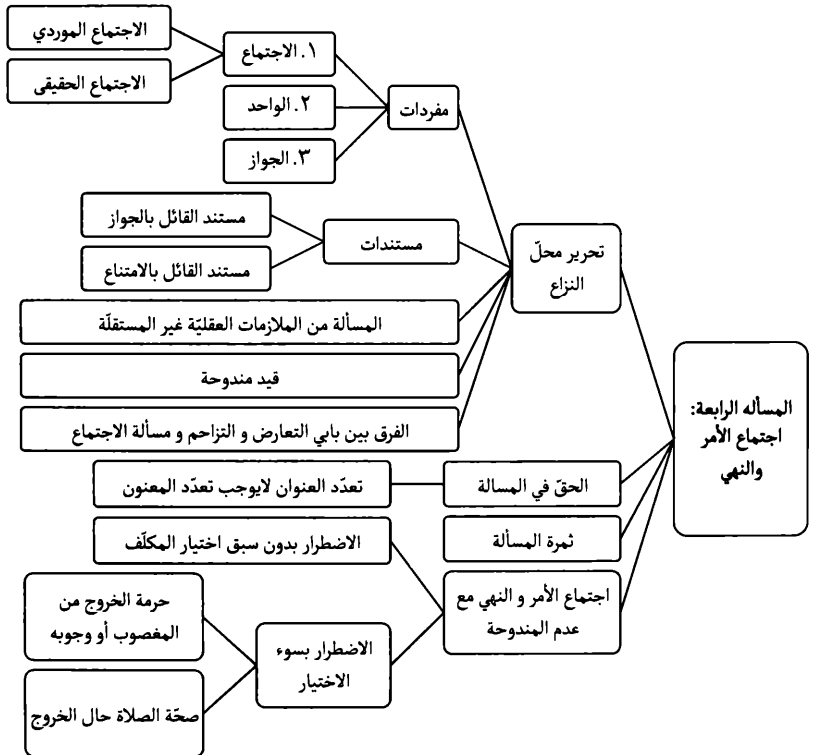 المسأله الرابعة:
اجتماع الأمر
والنهي
تحرير محلّ
النزاع
مفردات
١. الاجتماع
الاجتماع الموردي
الاجتماع الحقيقى
٢. الواحد
٣. الجواز
مستندات
مستند القائل بالجواز
مستند القائل بالامتناع
المسألة من الملازمات العقليّة غير المستقلّة
قيد مندوحة
الفرق بين بابي التعارض و التزاحم و مسألة الاجتماع
الحقّ في المسالة
تعدّد العنوان لايوجب تعدّد المعنون
ثمرة المسألة
اجتماع الأمر و النهي مع
عدم المندوحة
الاضطرار بدون سبق اختيار المكلّف
الاضطرار بسوء
الاختيار
حرمة الخروج من
المغصوب أو وجوبه
صحّة الصلاة حال الخروج